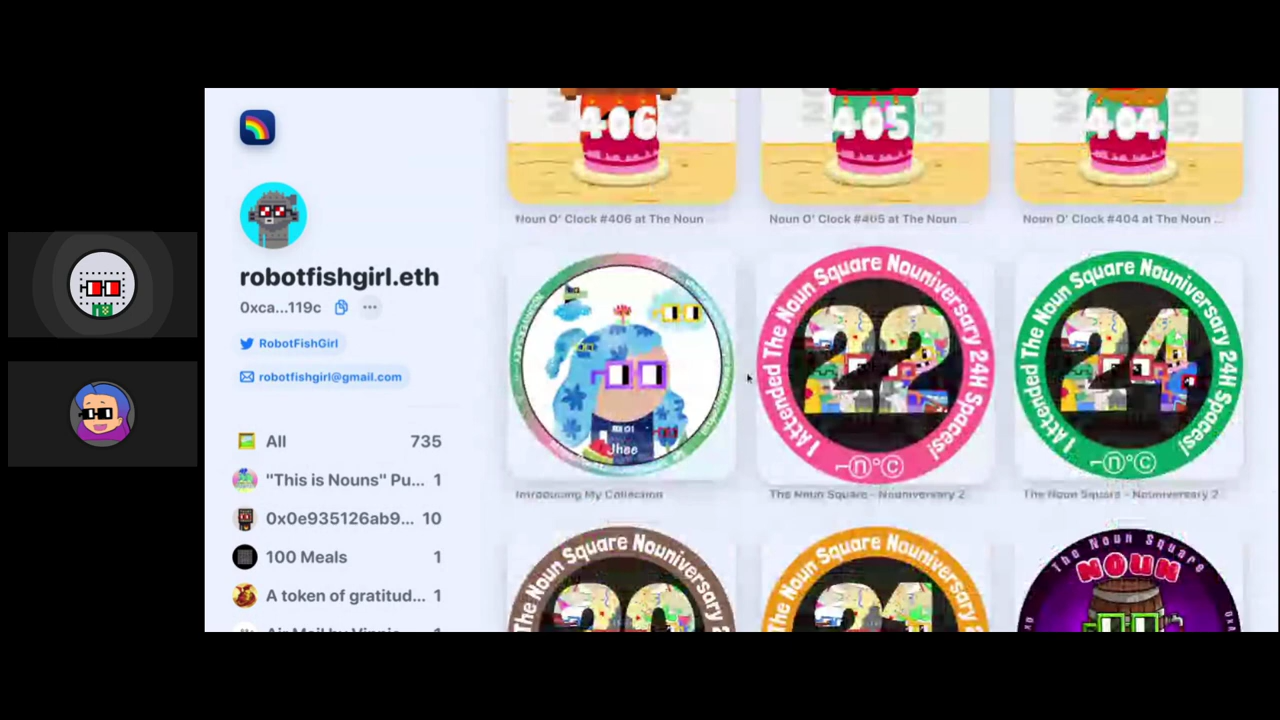 406
405
404
Noun O' Clock #406 at The Noun ...
Noun O' Clock #405 at The Noun ...
Noun O' Clock #404 at The Noun ...
robotfishgirl.eth
0xca...119c
RobotFishGirl
robotfishgirl@gmail.com
All 735
"This is Nouns" Pu... 1
0x0e935126ab9... 10
100 Meals 1
A token of gratitud... 1
Jhee
Introducing My Collection
I Attended The Noun Square Nouniversary 24H Spaces!
22
The Noun Square - Nouniversary 2...
I Attended The Noun Square Nouniversary 24H Spaces!
24
The Noun Square - Nouniversary 2...
The Noun Square Nouniversary
The Noun Square Nouniversary
21
The Noun Square
NOUN